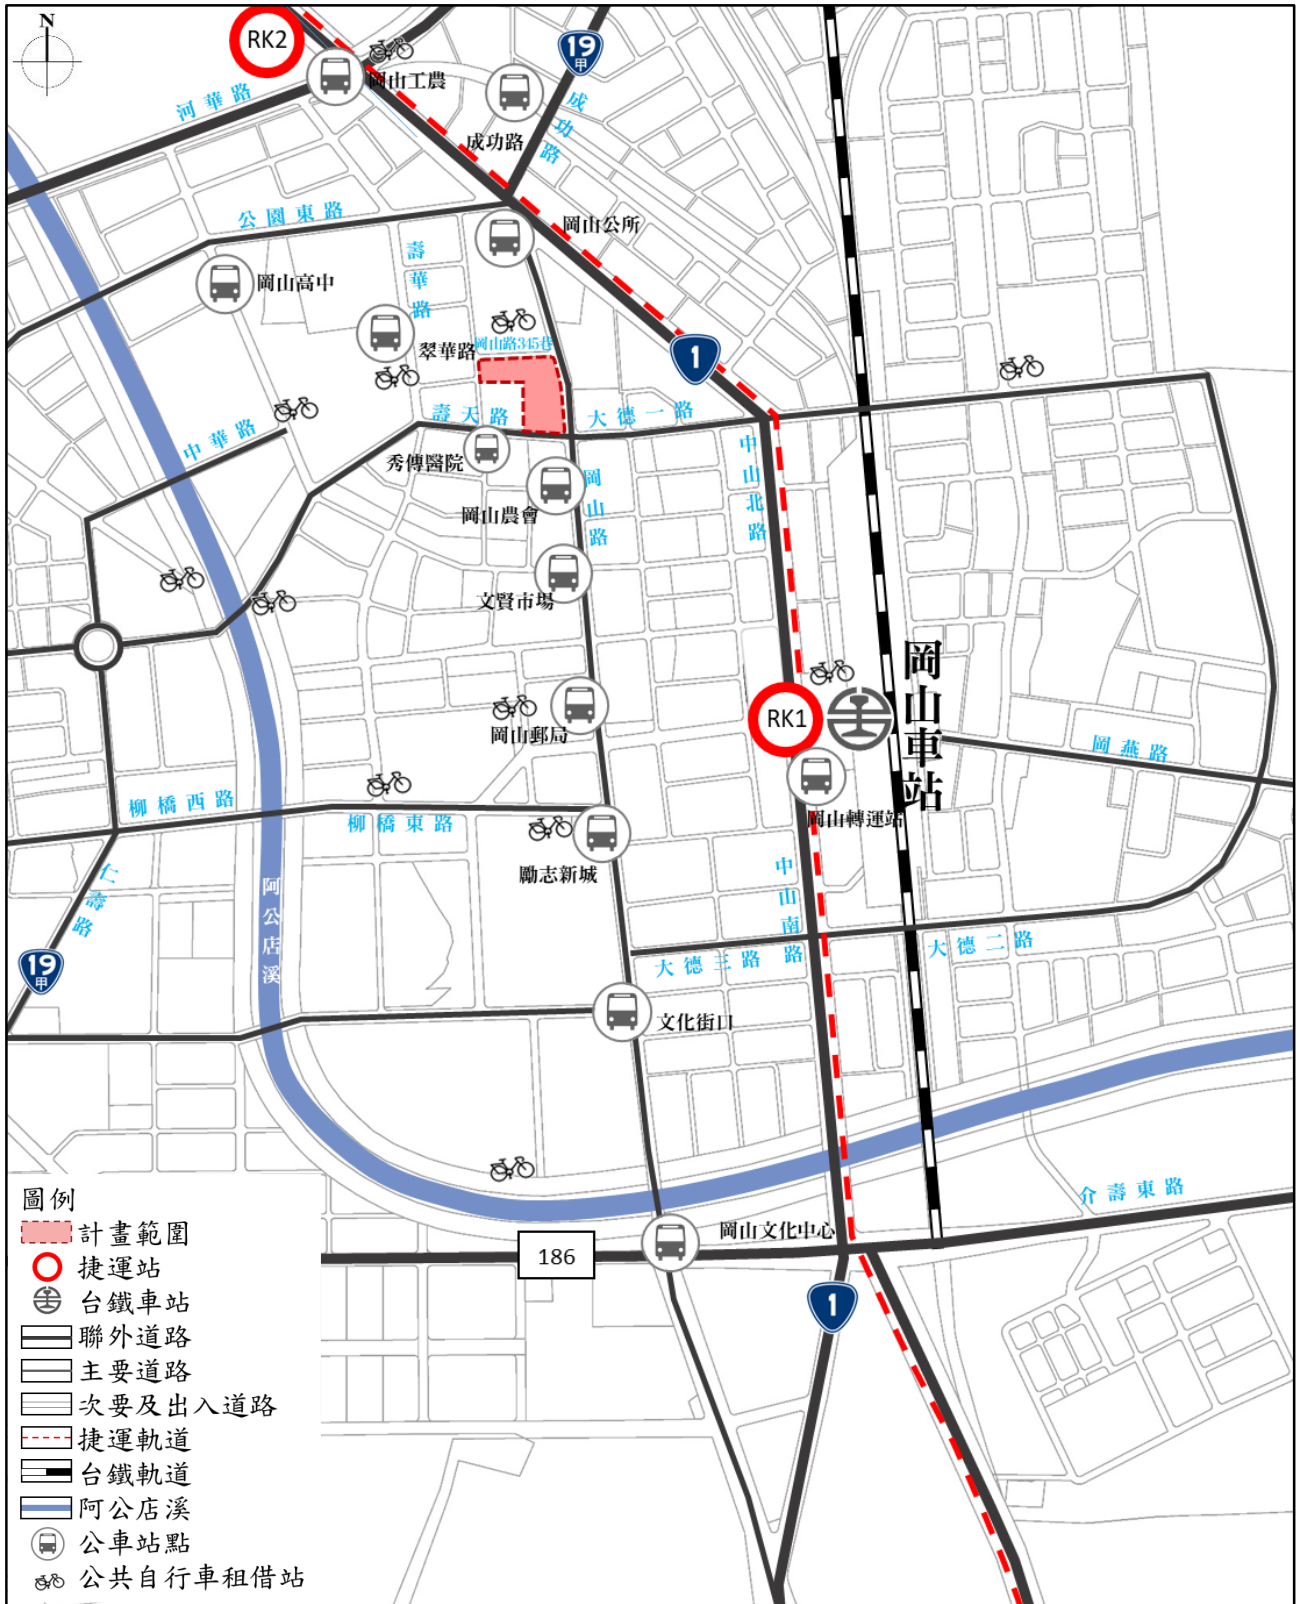 N
RK2
19
甲
岡山工農
河華路
成功路
成功路
公園東路
岡山公所
壽華路
岡山高中
翠華路
岡山路345巷
1
壽天路
大德一路
中華路
秀傳醫院
中山北路
岡山路
岡山農會
文賢市場
岡山車站
RK1
岡山郵局
岡燕路
柳橋西路
柳橋東路
岡山轉運站
勵志新城
仁壽路
中山南路
阿公店溪
大德三路
大德二路
19
甲
文化街口
介壽東路
岡山文化中心
186
1
圖例
計畫範圍
捷運站
台鐵車站
聯外道路
主要道路
次要及出入道路
捷運軌道
台鐵軌道
阿公店溪
公車站點
公共自行車租借站